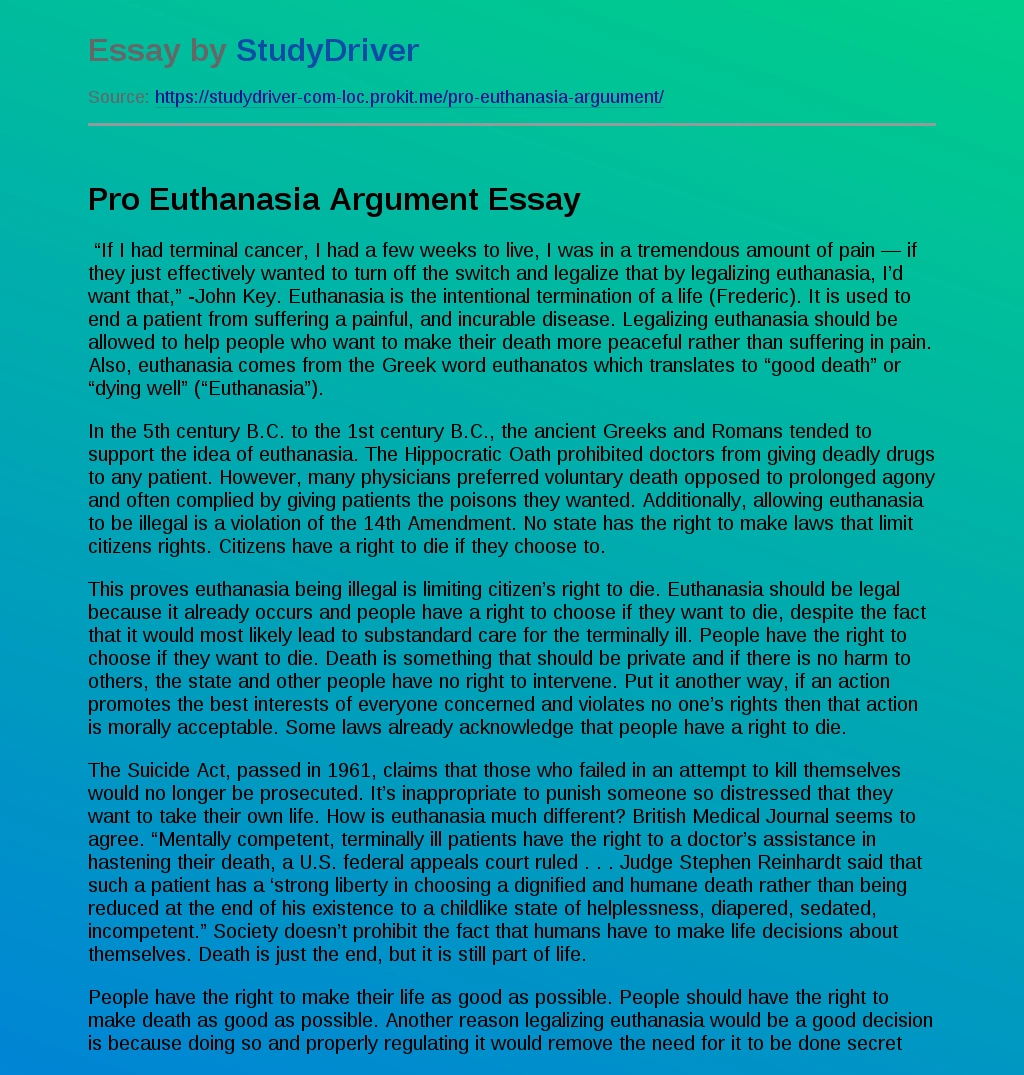 Essay by StudyDriver
Source: https://studydriver-com-loc.prokit.me/pro-euthanasia-arguument/
Pro Euthanasia Argument Essay
“If I had terminal cancer, I had a few weeks to live, I was in a tremendous amount of pain — if
they just effectively wanted to turn off the switch and legalize that by legalizing euthanasia, I’d
want that,” -John Key. Euthanasia is the intentional termination of a life (Frederic). It is used to
end a patient from suffering a painful, and incurable disease. Legalizing euthanasia should be
allowed to help people who want to make their death more peaceful rather than suffering in pain.
Also, euthanasia comes from the Greek word euthanatos which translates to “good death” or
“dying well” (“Euthanasia”).
In the 5th century B.C. to the 1st century B.C., the ancient Greeks and Romans tended to
support the idea of euthanasia. The Hippocratic Oath prohibited doctors from giving deadly drugs
to any patient. However, many physicians preferred voluntary death opposed to prolonged agony
and often complied by giving patients the poisons they wanted. Additionally, allowing euthanasia
to be illegal is a violation of the 14th Amendment. No state has the right to make laws that limit
citizens rights. Citizens have a right to die if they choose to.
This proves euthanasia being illegal is limiting citizen’s right to die. Euthanasia should be legal
because it already occurs and people have a right to choose if they want to die, despite the fact
that it would most likely lead to substandard care for the terminally ill. People have the right to
choose if they want to die. Death is something that should be private and if there is no harm to
others, the state and other people have no right to intervene. Put it another way, if an action
promotes the best interests of everyone concerned and violates no one’s rights then that action
is morally acceptable. Some laws already acknowledge that people have a right to die.
The Suicide Act, passed in 1961, claims that those who failed in an attempt to kill themselves
would no longer be prosecuted. It’s inappropriate to punish someone so distressed that they
want to take their own life. How is euthanasia much different? British Medical Journal seems to
agree. “Mentally competent, terminally ill patients have the right to a doctor’s assistance in
hastening their death, a U.S. federal appeals court ruled . . . Judge Stephen Reinhardt said that
such a patient has a ‘strong liberty in choosing a dignified and humane death rather than being
reduced at the end of his existence to a childlike state of helplessness, diapered, sedated,
incompetent.” Society doesn’t prohibit the fact that humans have to make life decisions about
themselves. Death is just the end, but it is still part of life.
People have the right to make their life as good as possible. People should have the right to
make death as good as possible. Another reason legalizing euthanasia would be a good decision
is because doing so and properly regulating it would remove the need for it to be done secret